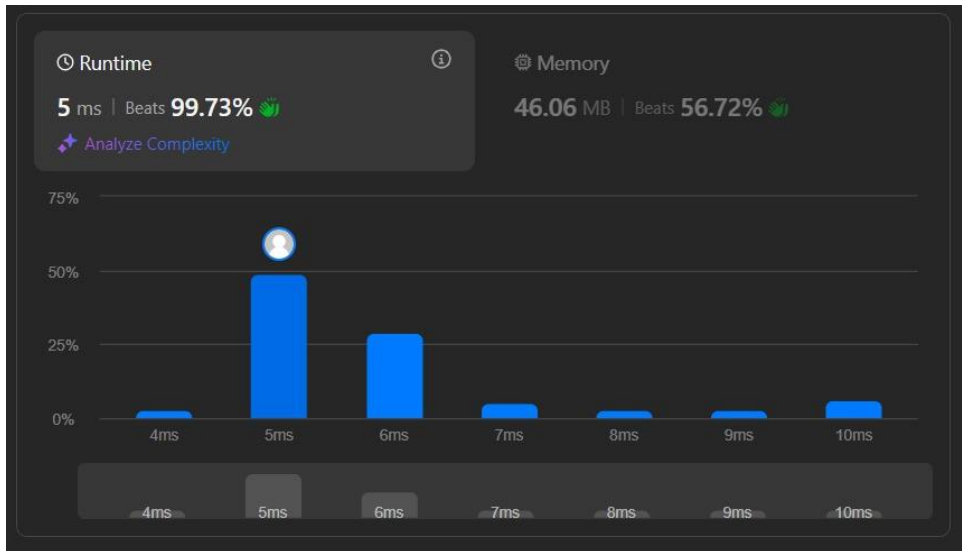 Runtime
5 ms | Beats 99.73%
Analyze Complexity
Memory
46.06 MB | Beats 56.72%
75%
50%
25%
0%
4ms 5ms 6ms 7ms 8ms 9ms 10ms
4ms 5ms 6ms 7ms 8ms 9ms 10ms